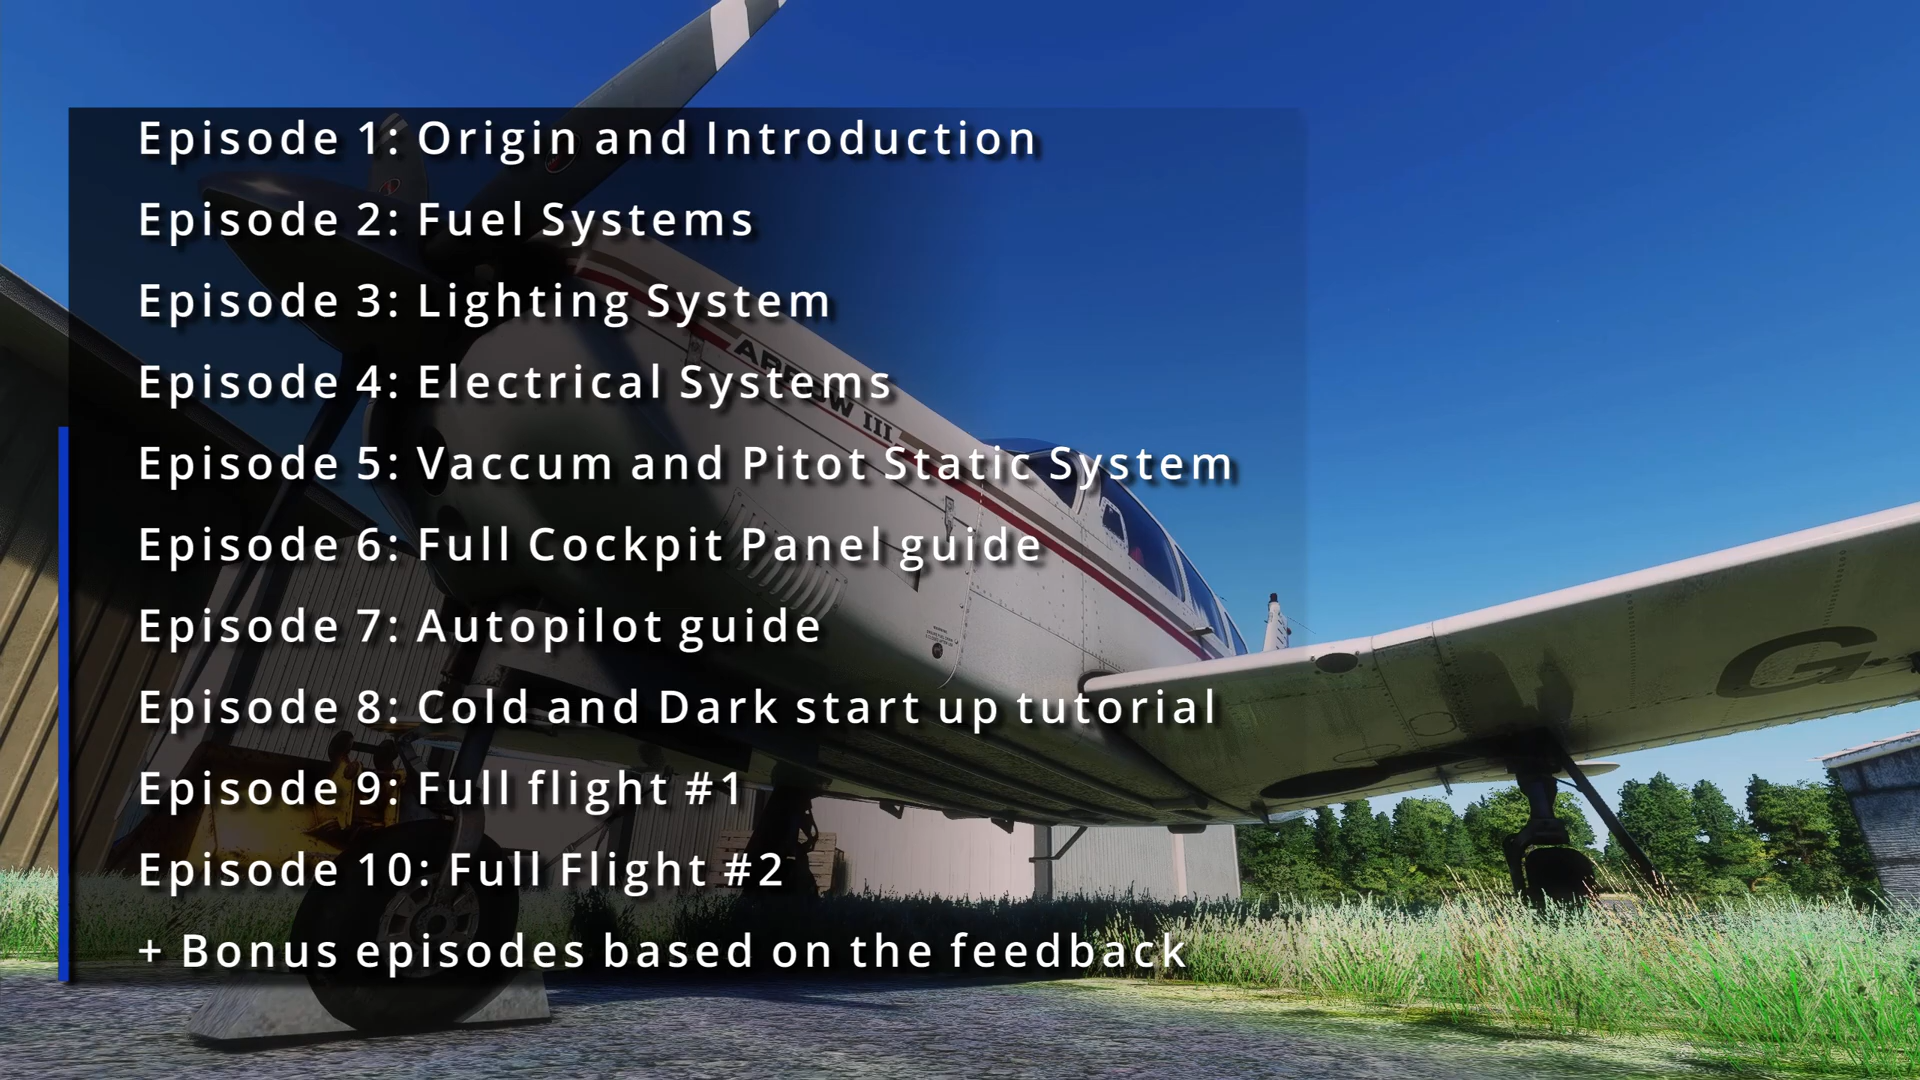 Episode 1: Origin and Introduction
Episode 2: Fuel Systems
Episode 3: Lighting System
Episode 4: Electrical Systems
ARROW III
Episode 5: Vaccum and Pitot Static System
Episode 6: Full Cockpit Panel guide
Episode 7: Autopilot guide
G
Episode 8: Cold and Dark start up tutorial
Episode 9: Full flight #1
Episode 10: Full Flight #2
+ Bonus episodes based on the feedback